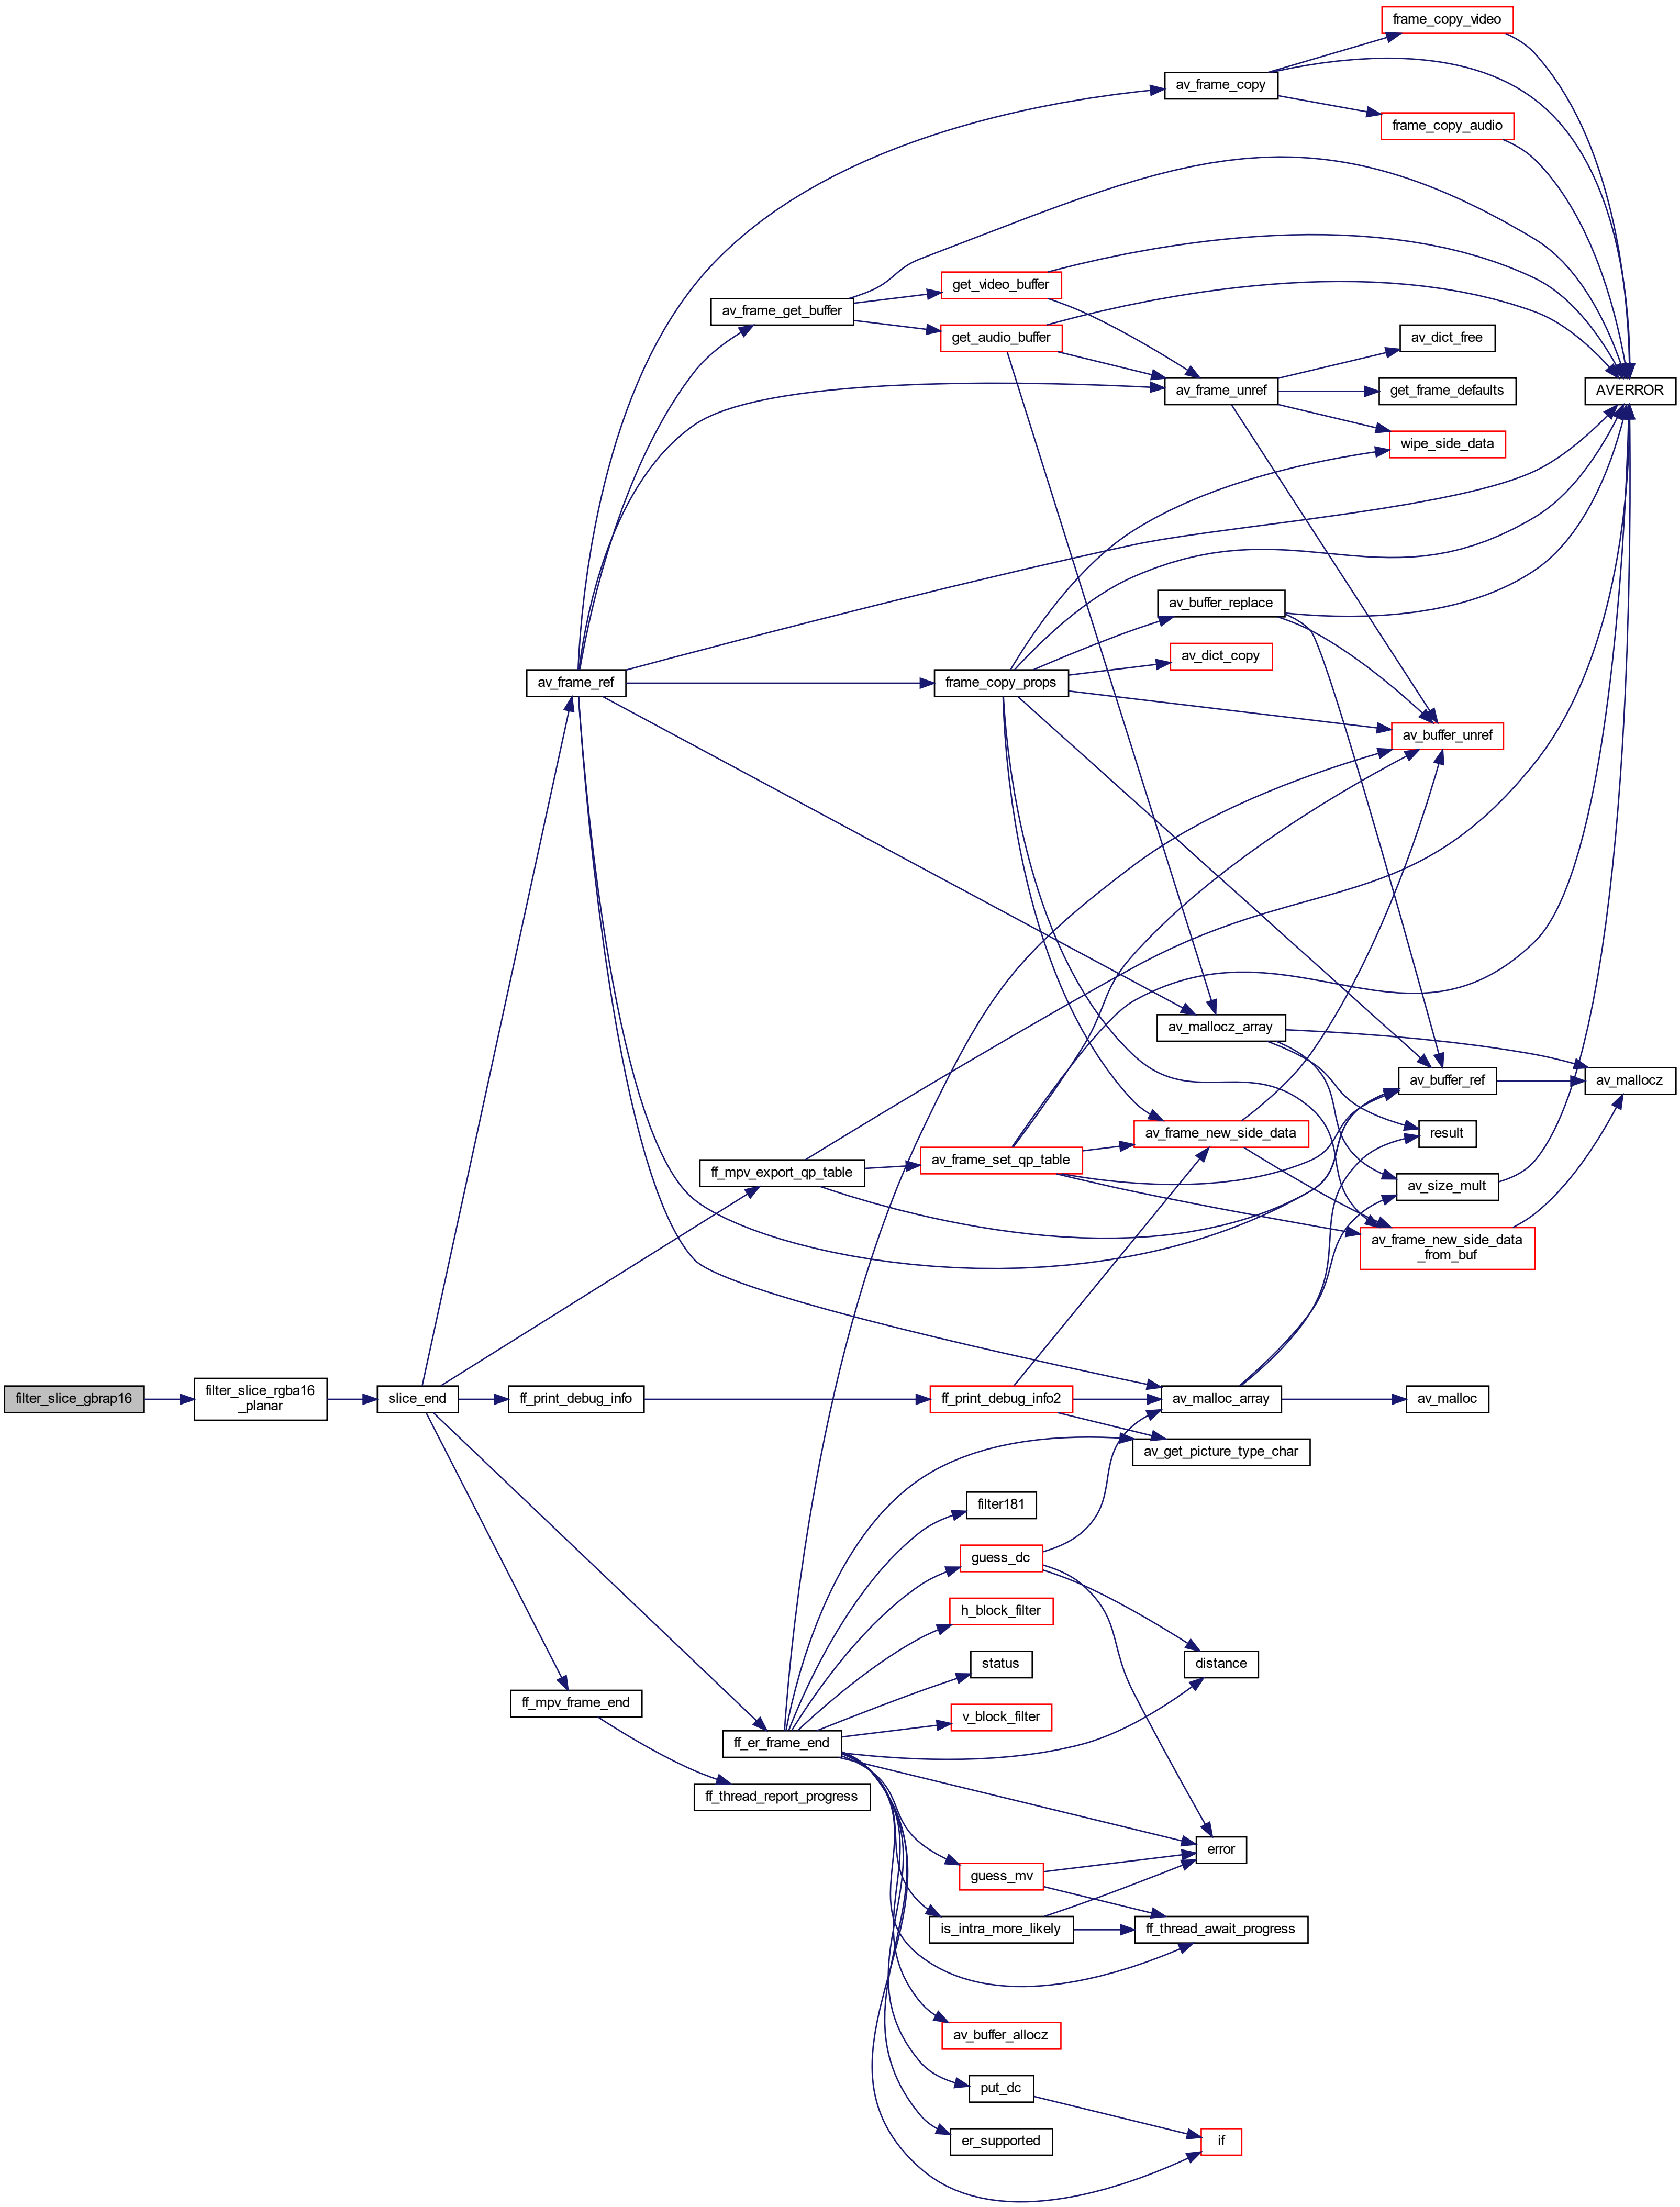 frame_copy_video
av_frame_copy
frame_copy_audio
get_video_buffer
av_frame_get_buffer
get_audio_buffer
av_dict_free
av_frame_unref
get_frame_defaults
AVERROR
wipe_side_data
av_buffer_replace
av_dict_copy
av_frame_ref
frame_copy_props
av_buffer_unref
av_mallocz_array
av_buffer_ref
av_mallocz
av_frame_new_side_data
result
ff_mpv_export_qp_table
av_frame_set_qp_table
av_size_mult
av_frame_new_side_data
_from_buf
filter_slice_gbrap16
filter_slice_rgba16
_planar
slice_end
ff_print_debug_info
ff_print_debug_info2
av_malloc_array
av_malloc
av_get_picture_type_char
filter181
guess_dc
h_block_filter
status
distance
ff_mpv_frame_end
v_block_filter
ff_er_frame_end
ff_thread_report_progress
error
guess_mv
is_intra_more_likely
ff_thread_await_progress
av_buffer_allocz
put_dc
er_supported
if